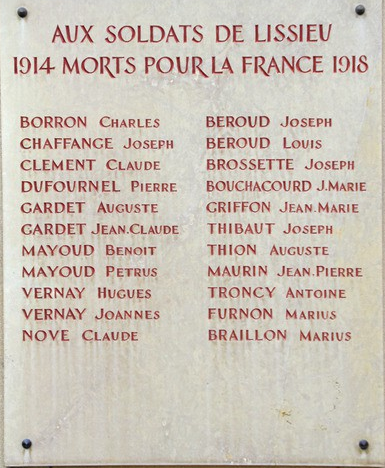 AUX SOLDATS DE LISSIEU
1914 MORTS POUR LA FRANCE 1918
BORRON CHARLES
CHAFFANGE JOSEPH
CLEMENT CLAUDE
DUFOURNEL PIERRE
GARDET AUGUSTE
GARDET JEAN.CLAUDE
MAYOUD BENOIT
MAYOUD PETRUS
VERNAY HUGUES
VERNAY JOANNES
NOVE CLAUDE
BEROUD JOSEPH
BEROUD LOUIS
BROSSETTE JOSEPH
BOUCHACOURD J.MARIE
GRIFFON JEAN.MARIE
THIBAUT JOSEPH
THION AUGUSTE
MAURIN JEAN.PIERRE
TRONCY ANTOINE
FURNON MARIUS
BRAILLON MARIUS